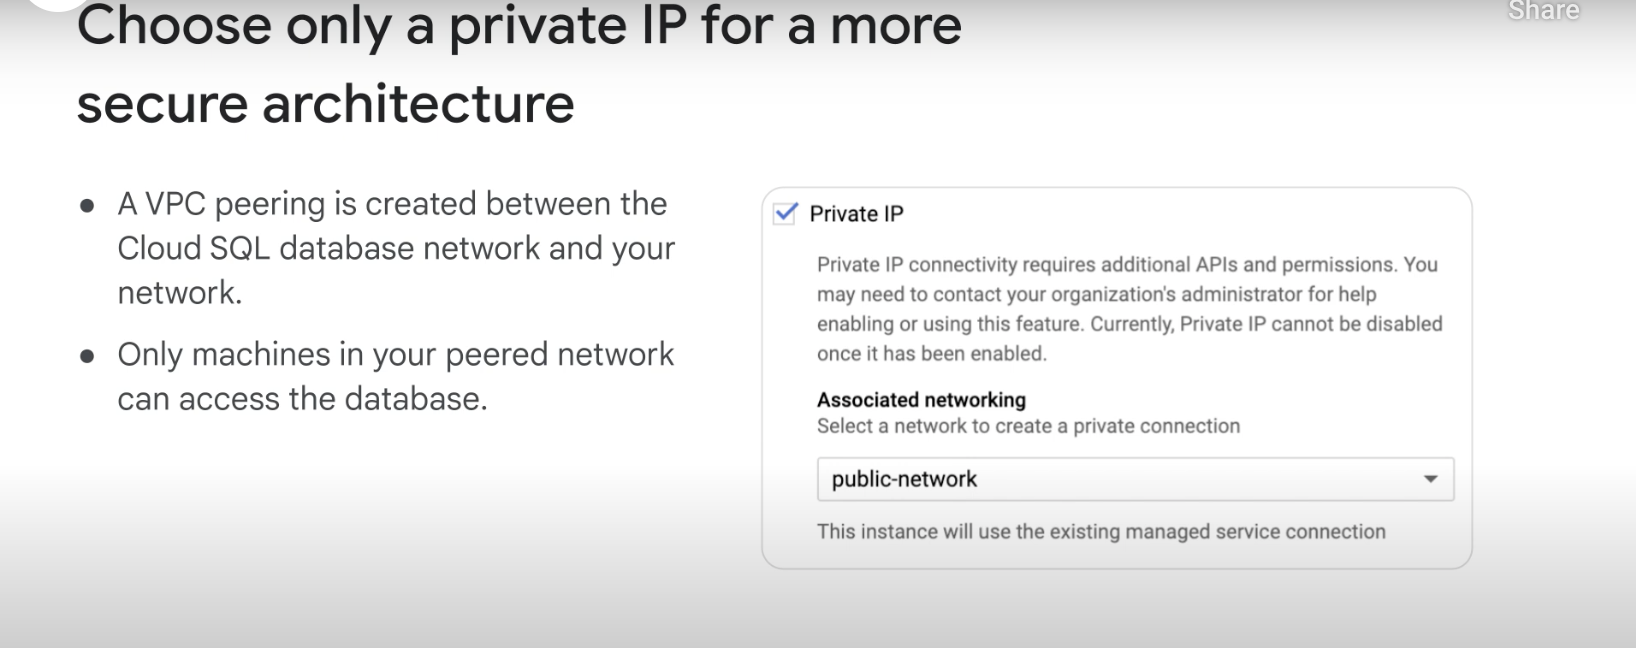 Share
Choose only a private IP for a more
secure architecture
● A VPC peering is created between the
Cloud SQL database network and your
network.
● Only machines in your peered network
can access the database.
Private IP
Private IP connectivity requires additional APIs and permissions. You
may need to contact your organization's administrator for help
enabling or using this feature. Currently, Private IP cannot be disabled
once it has been enabled.
Associated networking
Select a network to create a private connection
public-network
This instance will use the existing managed service connection